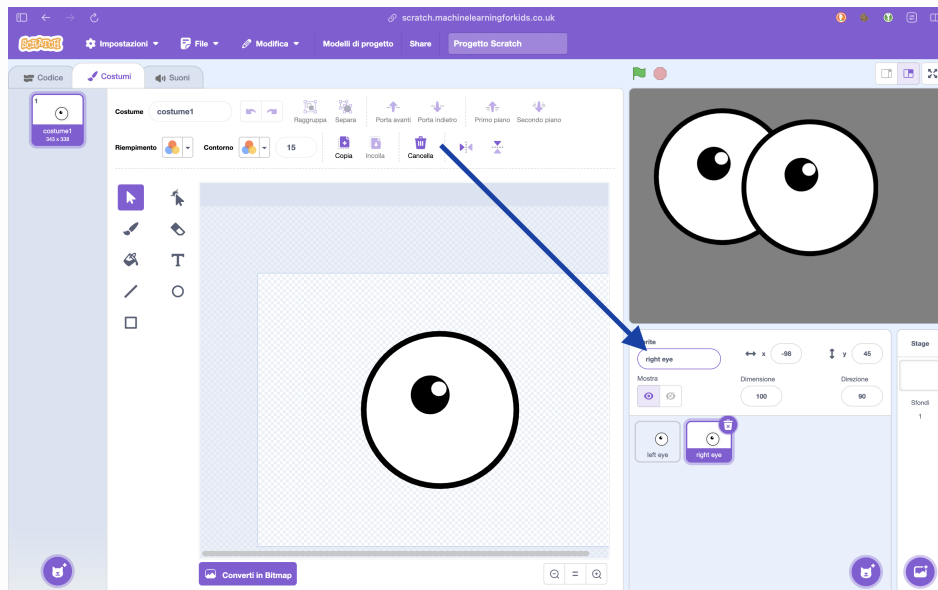 scratch.machinelearningforkids.co.uk
SCRATCH
Impostazioni
File
Modifica
Modelli di progetto
Share
Progetto Scratch
Codice
Costumi
Suoni
1
costume1
343 x 338
Costume
costume1
Raggruppa
Separa
Porta avanti
Porta indietro
Primo piano
Secondo piano
Riempimento
Contorno
15
Copia
Incolla
Cancella
T
Converti in Bitmap
right eye
x
-98
y
45
Mostra
Dimensione
100
Direzione
90
left eye
right eye
Stage
Sfondi
1